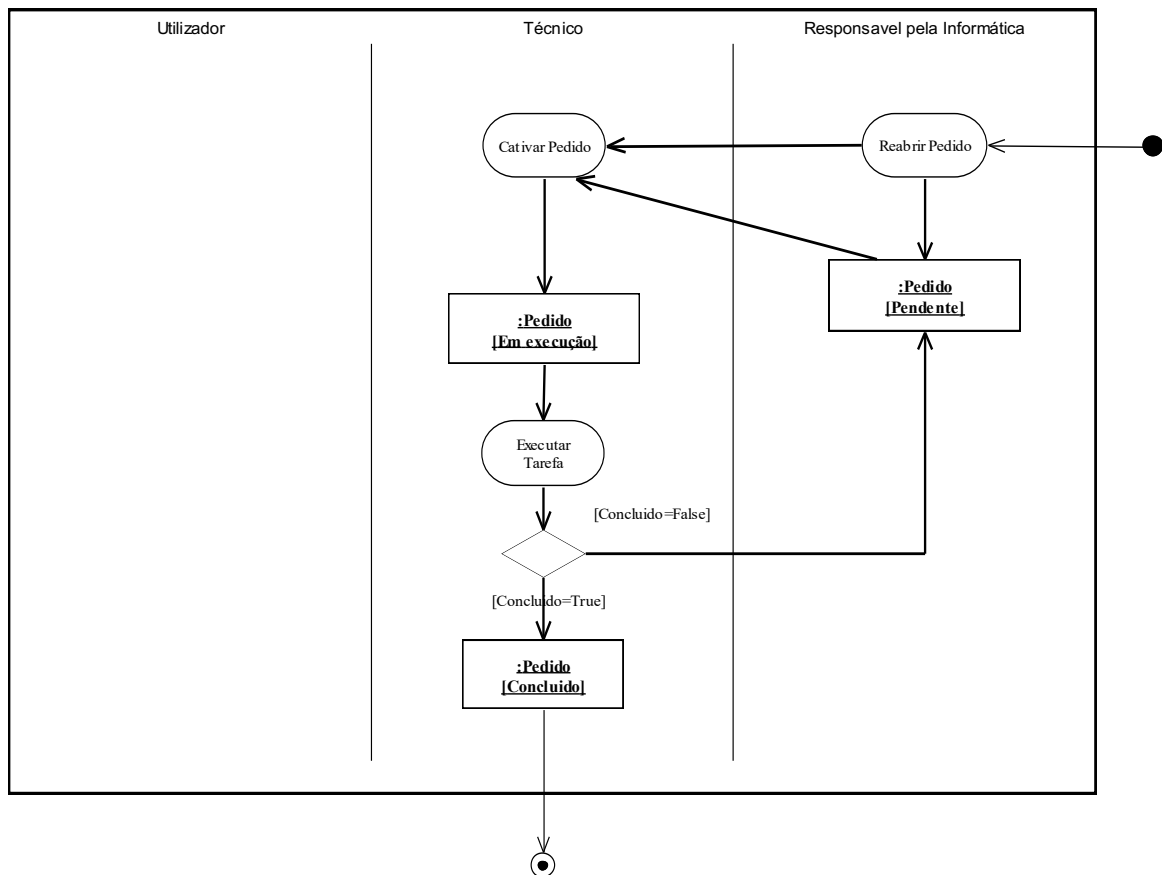 Utilizador
Técnico
Responsavel pela Informática
Cativar Pedido
Reabrir Pedido
:Pedido
[Pendente]
:Pedido
[Em execução]
Executar
Tarefa
[Concluido=False]
[Concluido=True]
:Pedido
[Concluido]